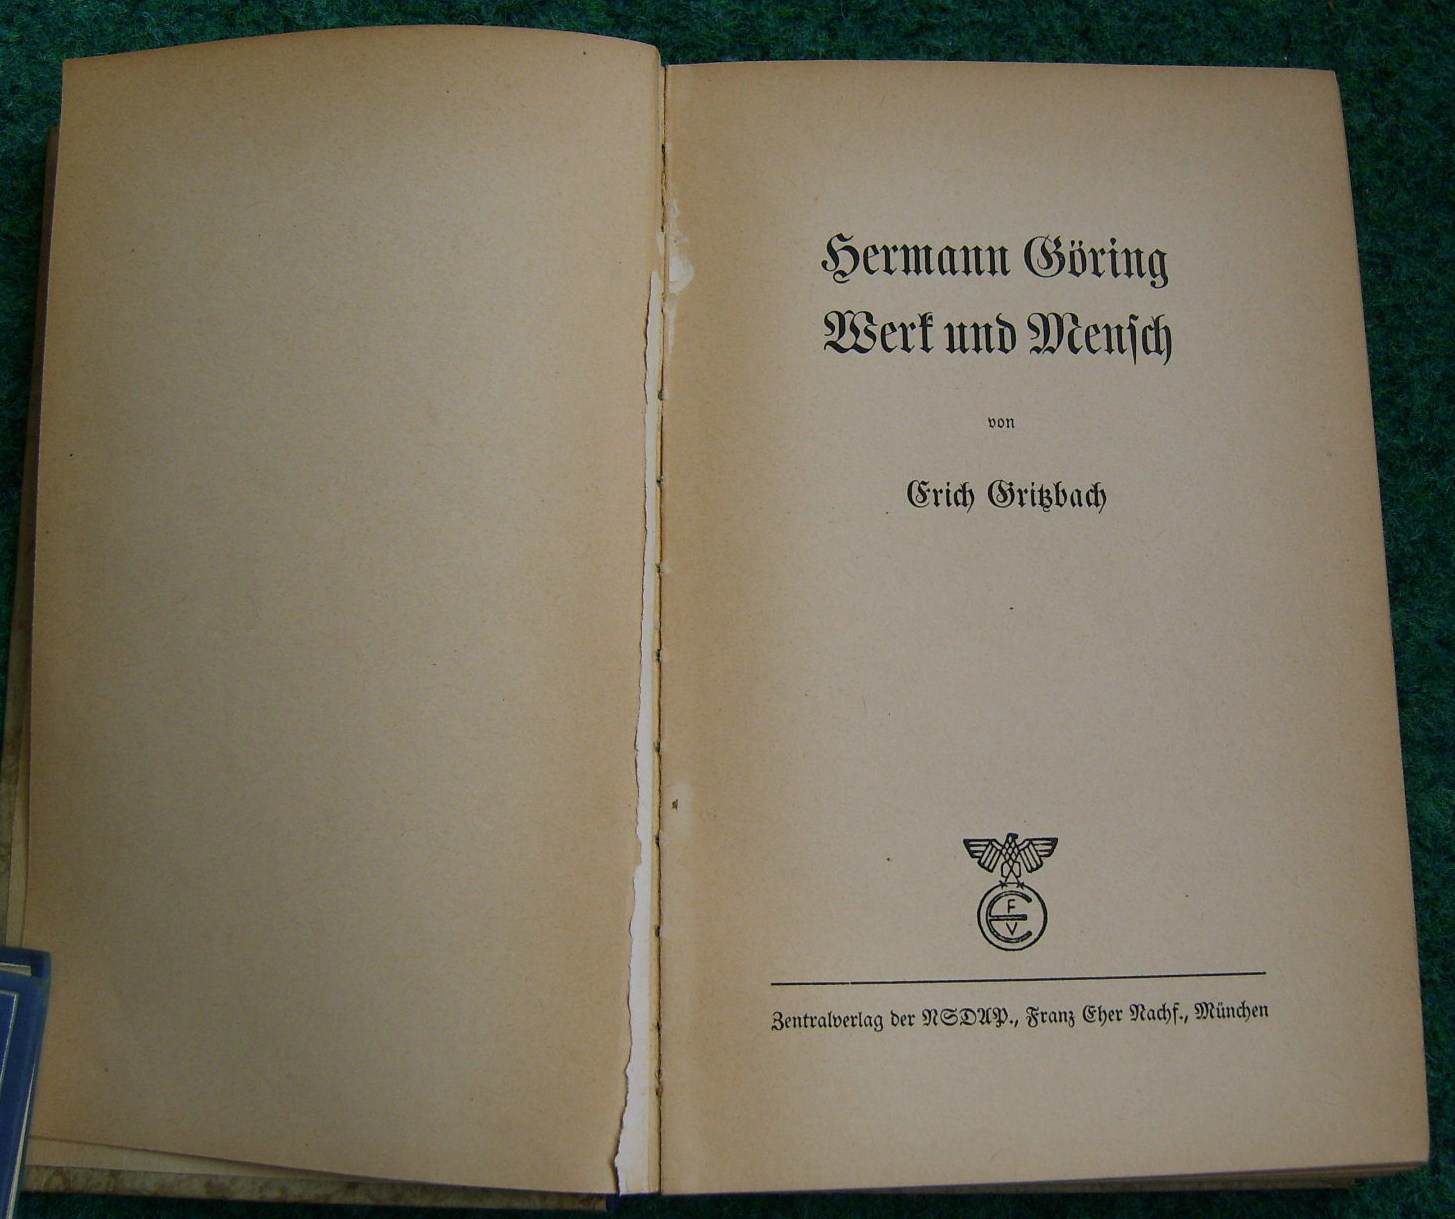 Hermann Göring
Werk und Menſch
von
Erich Gritzbach
F
E
V
Zentralverlag der NSDAP., Franz Eher Nachf., München